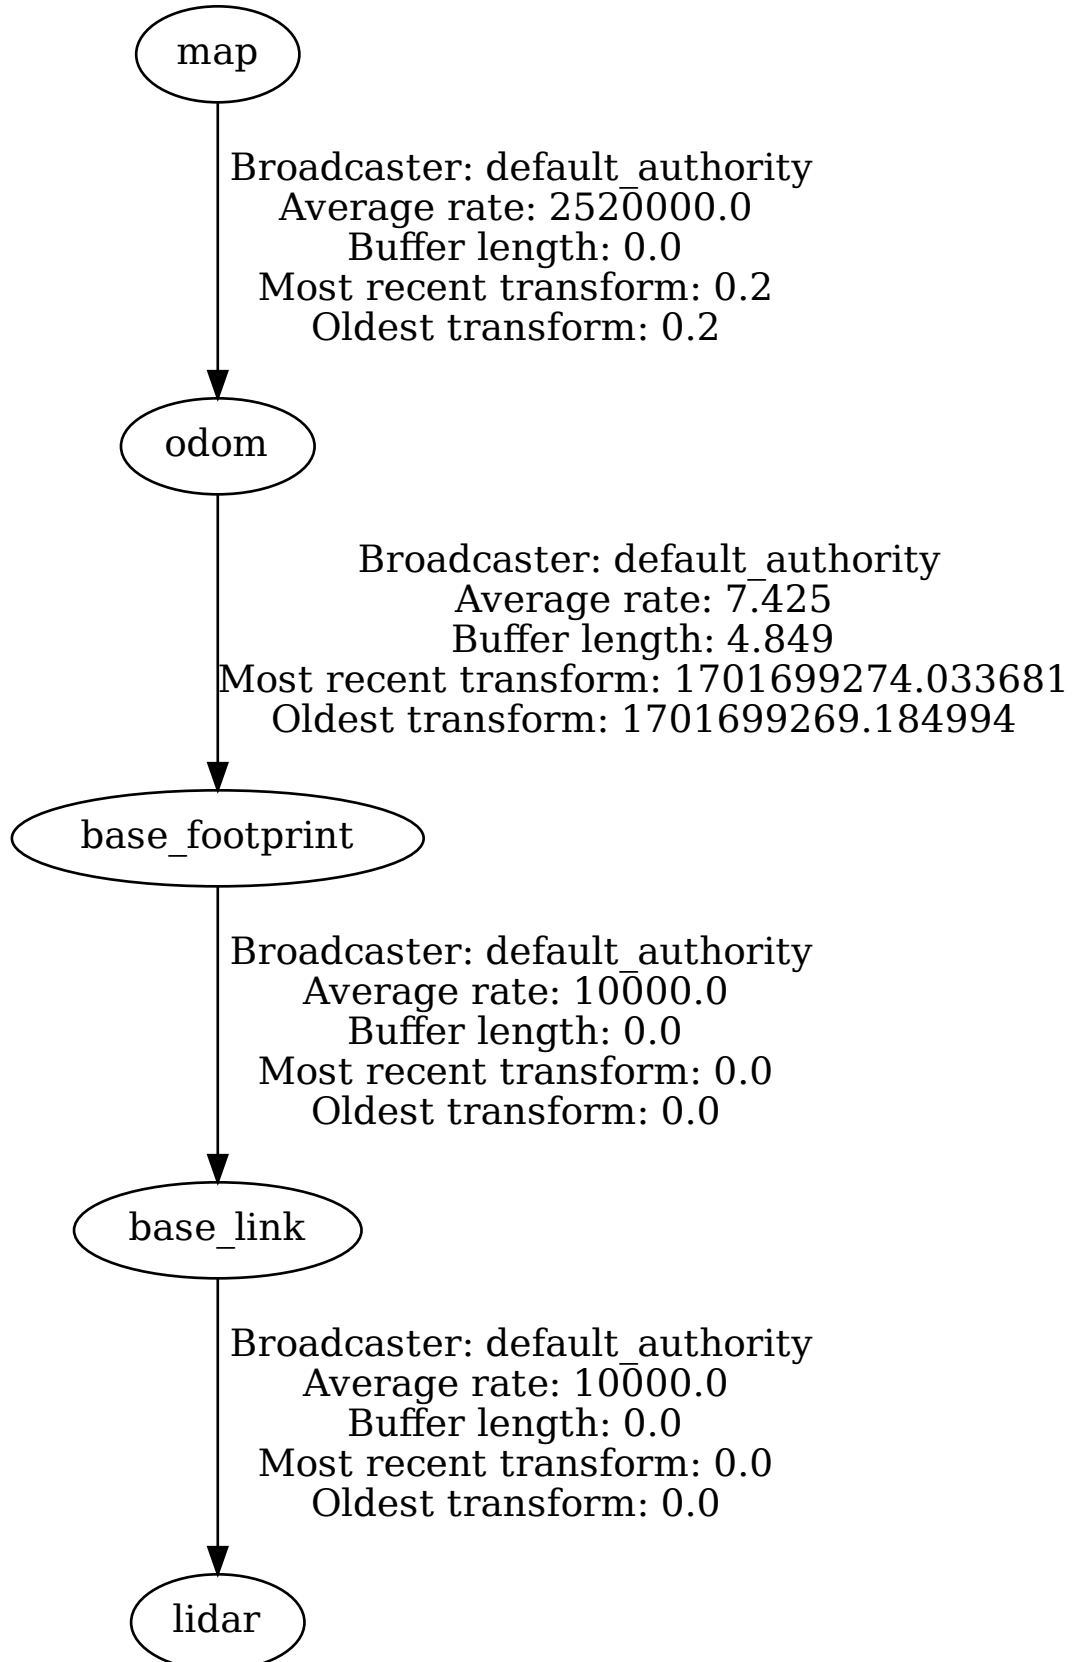 map
Broadcaster: default_authority
Average rate: 2520000.0
Buffer length: 0.0
Most recent transform: 0.2
Oldest transform: 0.2
odom
Broadcaster: default_authority
Average rate: 7.425
Buffer length: 4.849
Most recent transform: 1701699274.033681
Oldest transform: 1701699269.184994
base_footprint
Broadcaster: default_authority
Average rate: 10000.0
Buffer length: 0.0
Most recent transform: 0.0
Oldest transform: 0.0
base_link
Broadcaster: default_authority
Average rate: 10000.0
Buffer length: 0.0
Most recent transform: 0.0
Oldest transform: 0.0
lidar